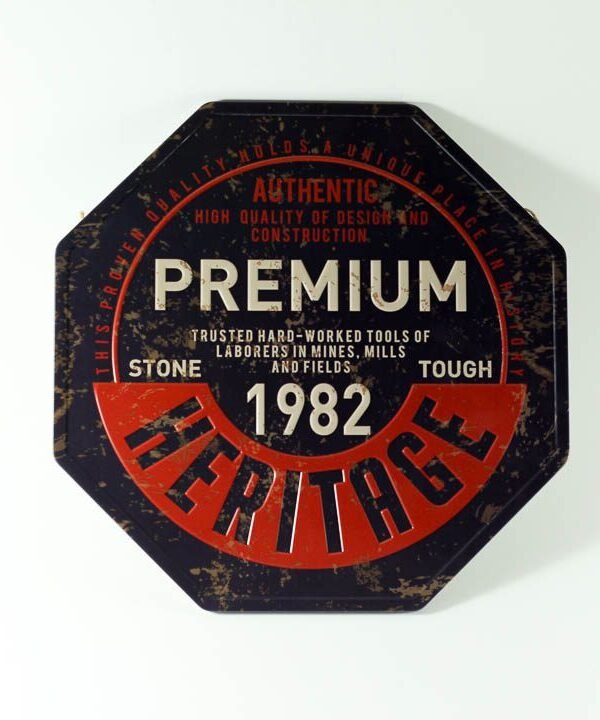 THIS PROVEN QUALITY HOLDS A UNIQUE PLACE IN HISTORY
AUTHENTIC
HIGH QUALITY OF DESIGN AND
CONSTRUCTION
PREMIUM
TRUSTED HARD-WORKED TOOLS OF
LABORERS IN MINES, MILLS
AND FIELDS
STONE
TOUGH
1982
HERITAGE